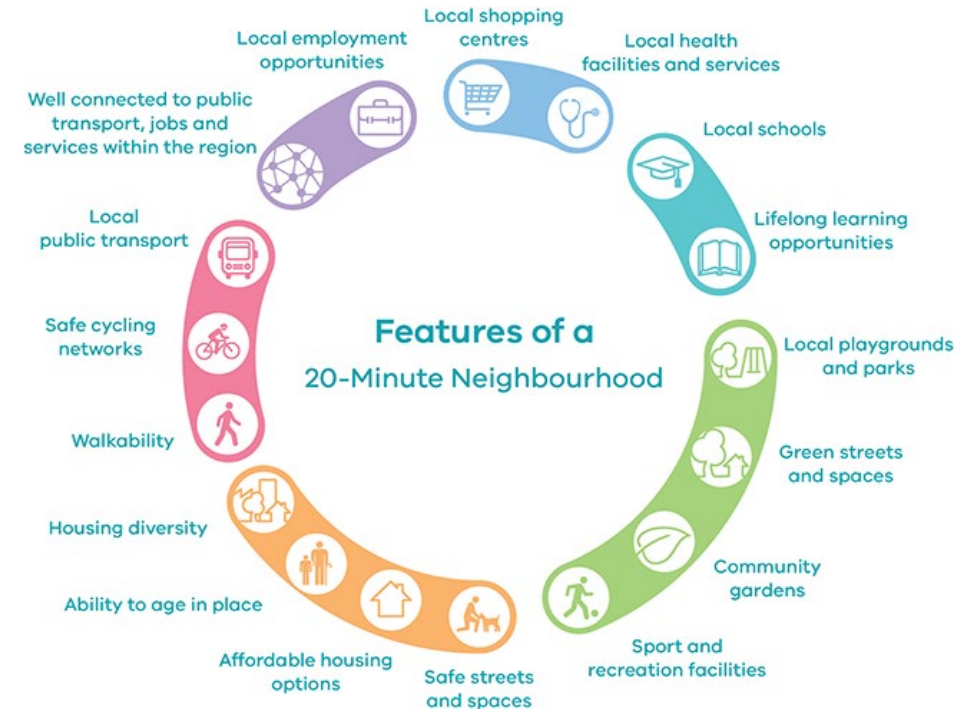 Local shopping
centres
Local health
facilities and services
Local schools
Lifelong learning
opportunities
Local playgrounds
and parks
Green streets
and spaces
Community
gardens
Sport and
recreation facilities
Safe streets
and spaces
Affordable housing
options
Ability to age in place
Housing diversity
Walkability
Safe cycling
networks
Local
public transport
Well connected to public
transport, jobs and
services within the region
Local employment
opportunities
Features of a
20-Minute Neighbourhood